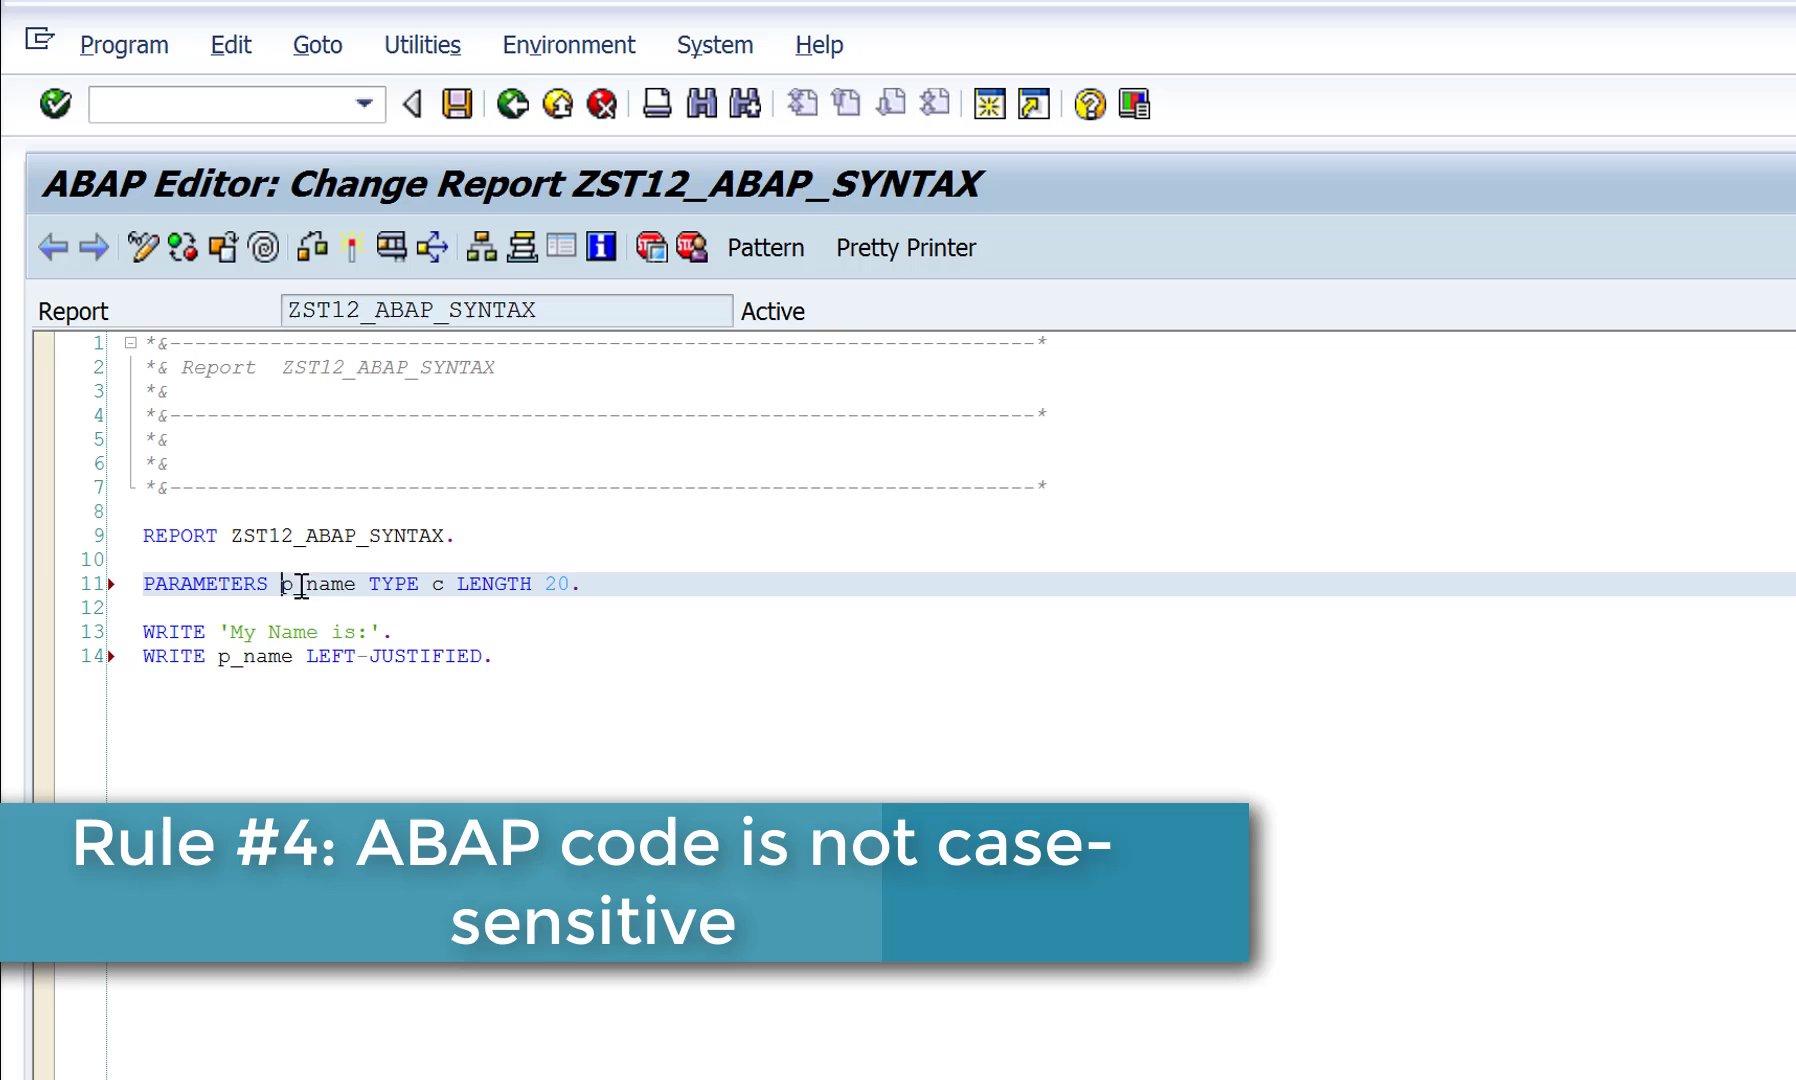 Program Edit Goto Utilities Environment System Help
ABAP Editor: Change Report ZST12_ABAP_SYNTAX
Pattern Pretty Printer
Report ZST12_ABAP_SYNTAX Active
1 *&---------------------------------------------------------------------*
2 *& Report  ZST12_ABAP_SYNTAX
3 *&
4 *&---------------------------------------------------------------------*
5 *&
6 *&
7 *&---------------------------------------------------------------------*
8
9 REPORT ZST12_ABAP_SYNTAX.
10
11 PARAMETERS p_name TYPE c LENGTH 20.
12
13 WRITE 'My Name is:'.
14 WRITE p_name LEFT-JUSTIFIED.
Rule #4: ABAP code is not case-
sensitive